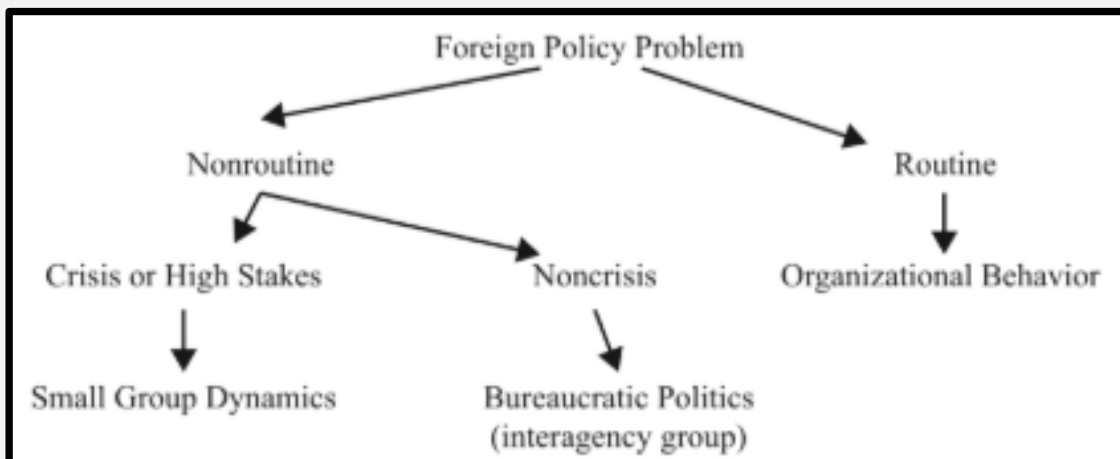 Foreign Policy Problem
Nonroutine
Routine
Crisis or High Stakes
Noncrisis
Organizational Behavior
Small Group Dynamics
Bureaucratic Politics
(interagency group)